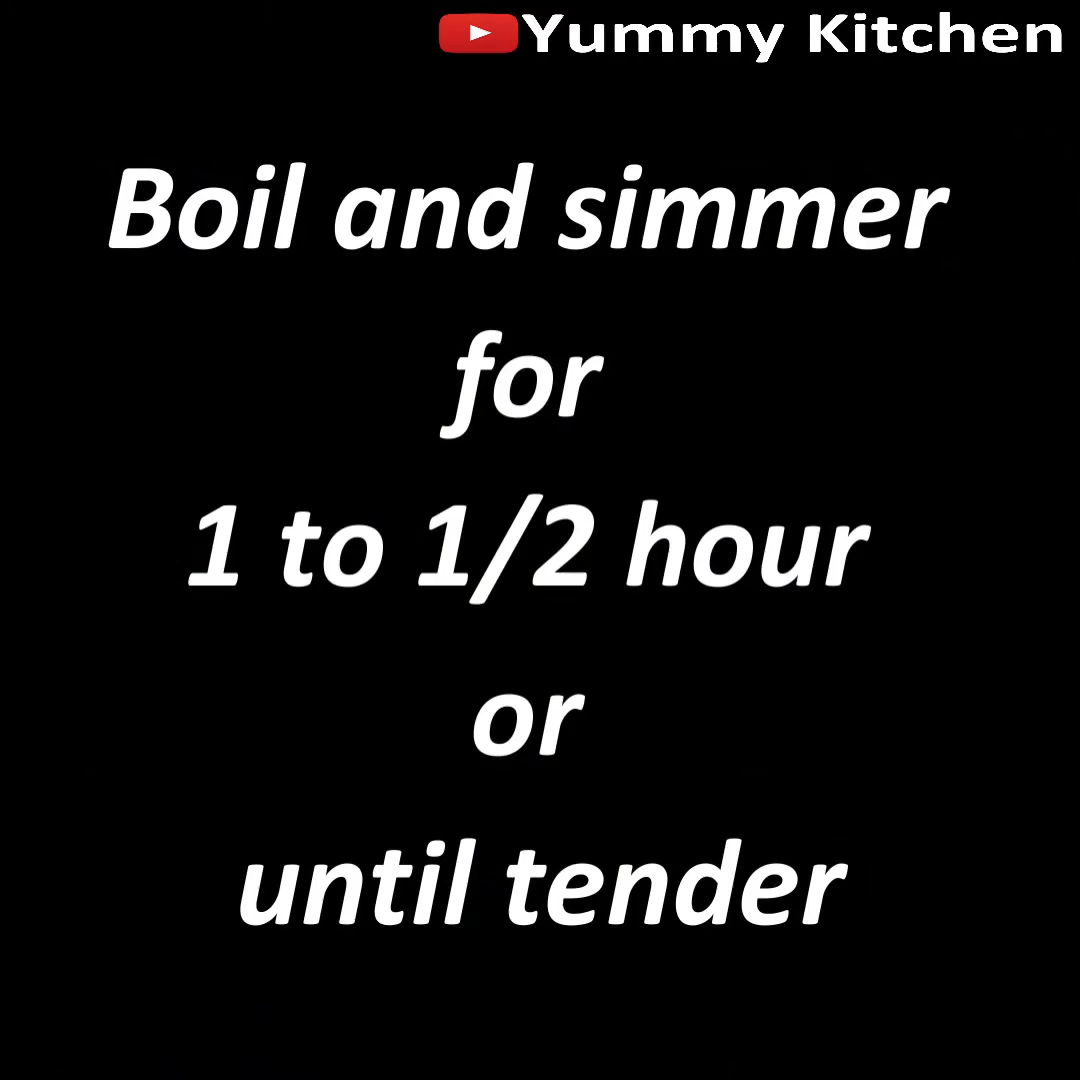 Yummy Kitchen
Boil and simmer
for
1 to 1/2 hour
or
until tender